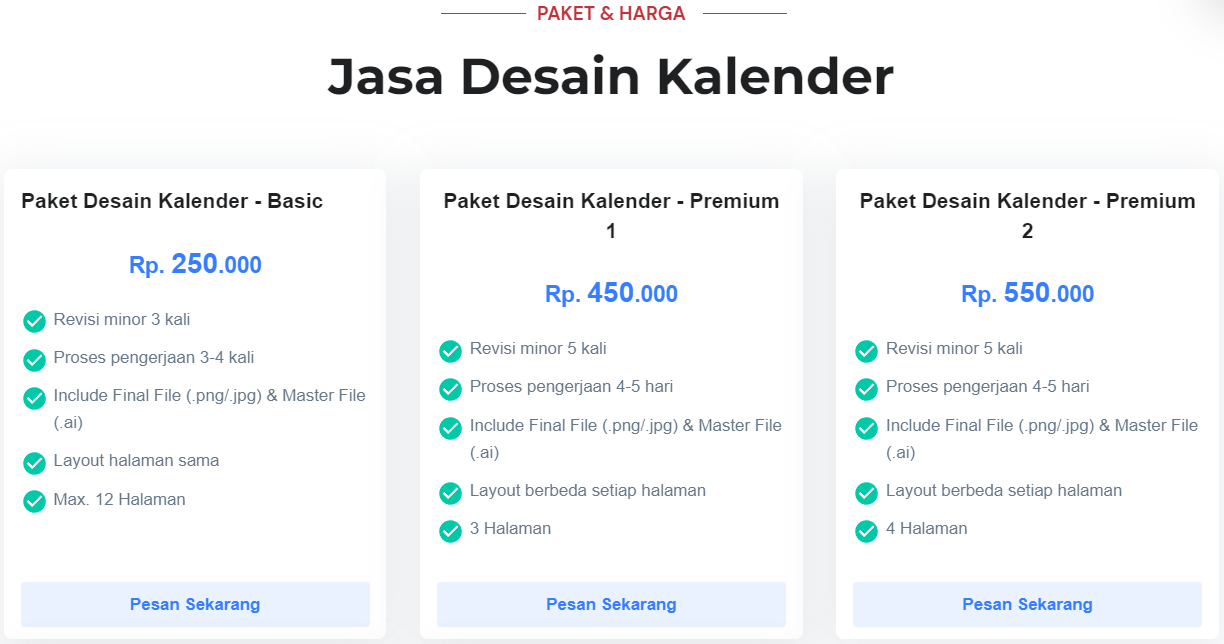 PAKET & HARGA
Jasa Desain Kalender
Paket Desain Kalender - Basic
Rp. 250.000
Revisi minor 3 kali
Proses pengerjaan 3-4 kali
Include Final File (.png/.jpg) & Master File
(.ai)
Layout halaman sama
Max. 12 Halaman
Pesan Sekarang
Paket Desain Kalender - Premium
1
Rp. 450.000
Revisi minor 5 kali
Proses pengerjaan 4-5 hari
Include Final File (.png/.jpg) & Master File
(.ai)
Layout berbeda setiap halaman
3 Halaman
Pesan Sekarang
Paket Desain Kalender - Premium
2
Rp. 550.000
Revisi minor 5 kali
Proses pengerjaan 4-5 hari
Include Final File (.png/.jpg) & Master File
(.ai)
Layout berbeda setiap halaman
4 Halaman
Pesan Sekarang